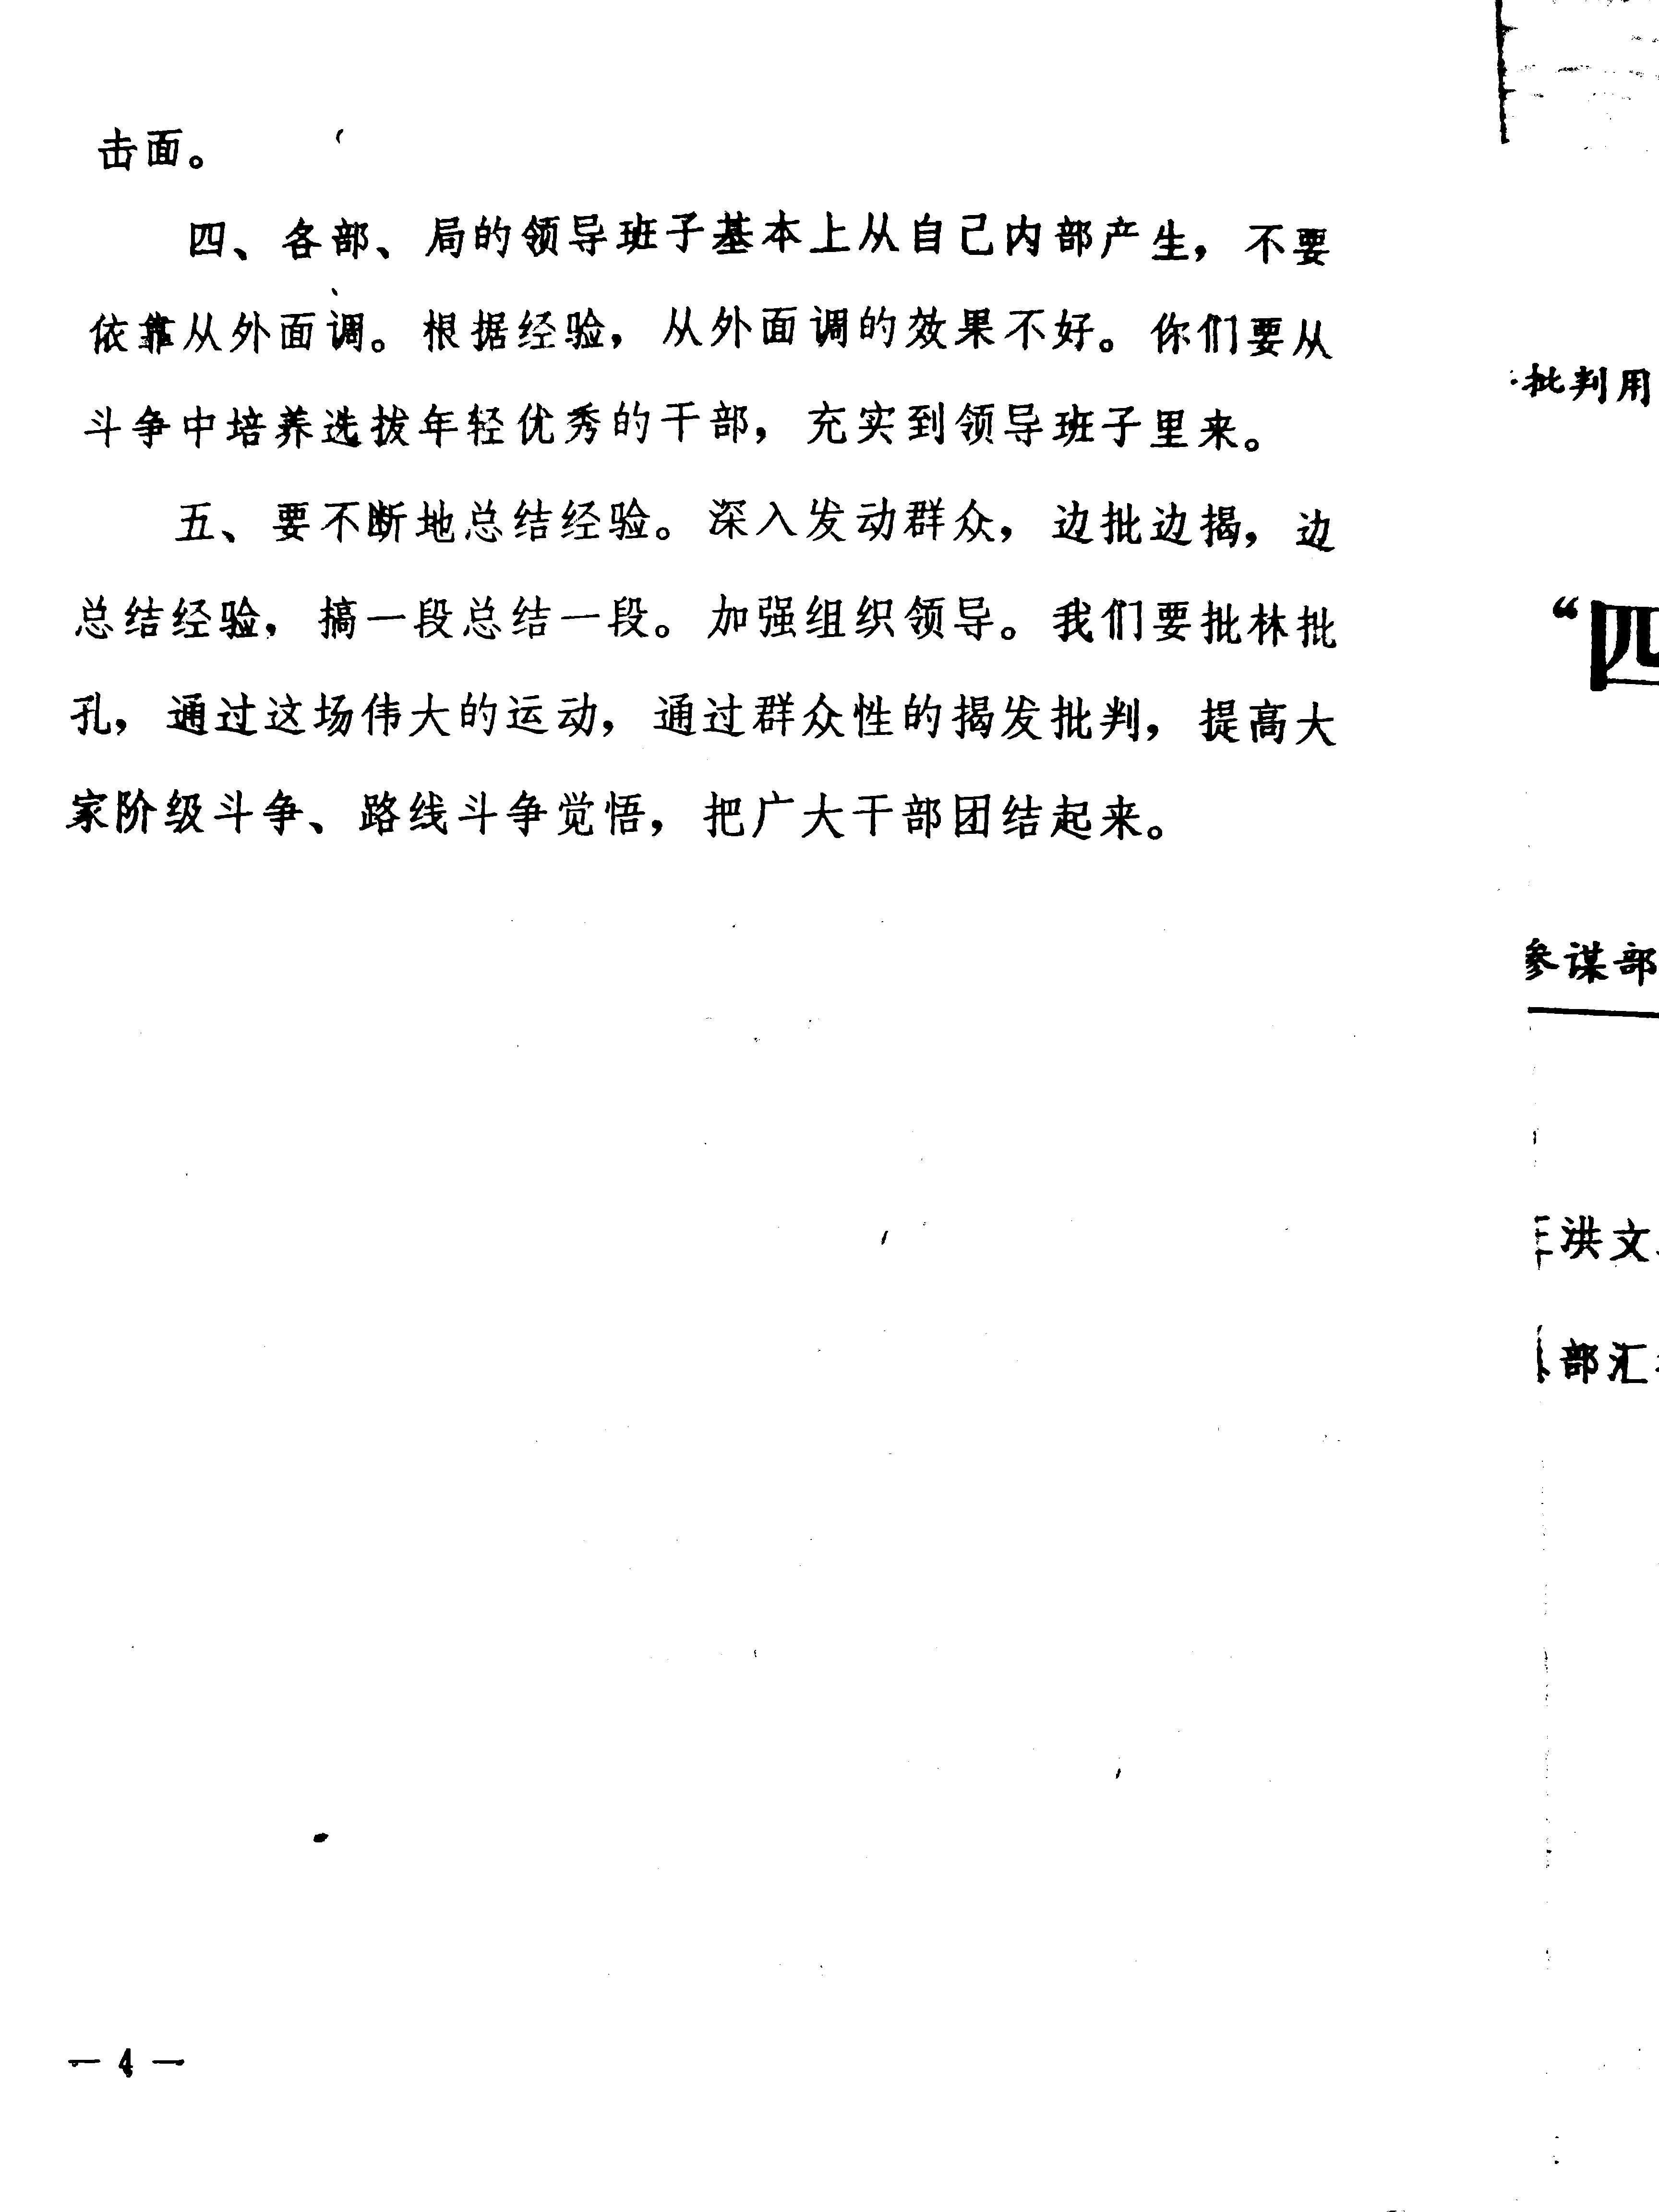 击面。
四、各部、局的领导班子基本上从自己内部产生，不要
依靠从外面调。根据经验，从外面调的效果不好。你们要从
斗争中培养选拔年轻优秀的干部，充实到领导班子里来。
五、要不断地总结经验。深入发动群众，边批边揭，边
总结经验，搞一段总结一段。加强组织领导。我们要批林批
孔，通过这场伟大的运动，通过群众性的揭发批判，提高大
家阶级斗争、路线斗争觉悟，把广大干部团结起来。
— 4 —
批判用
“四
参谋部
洪文
部汇